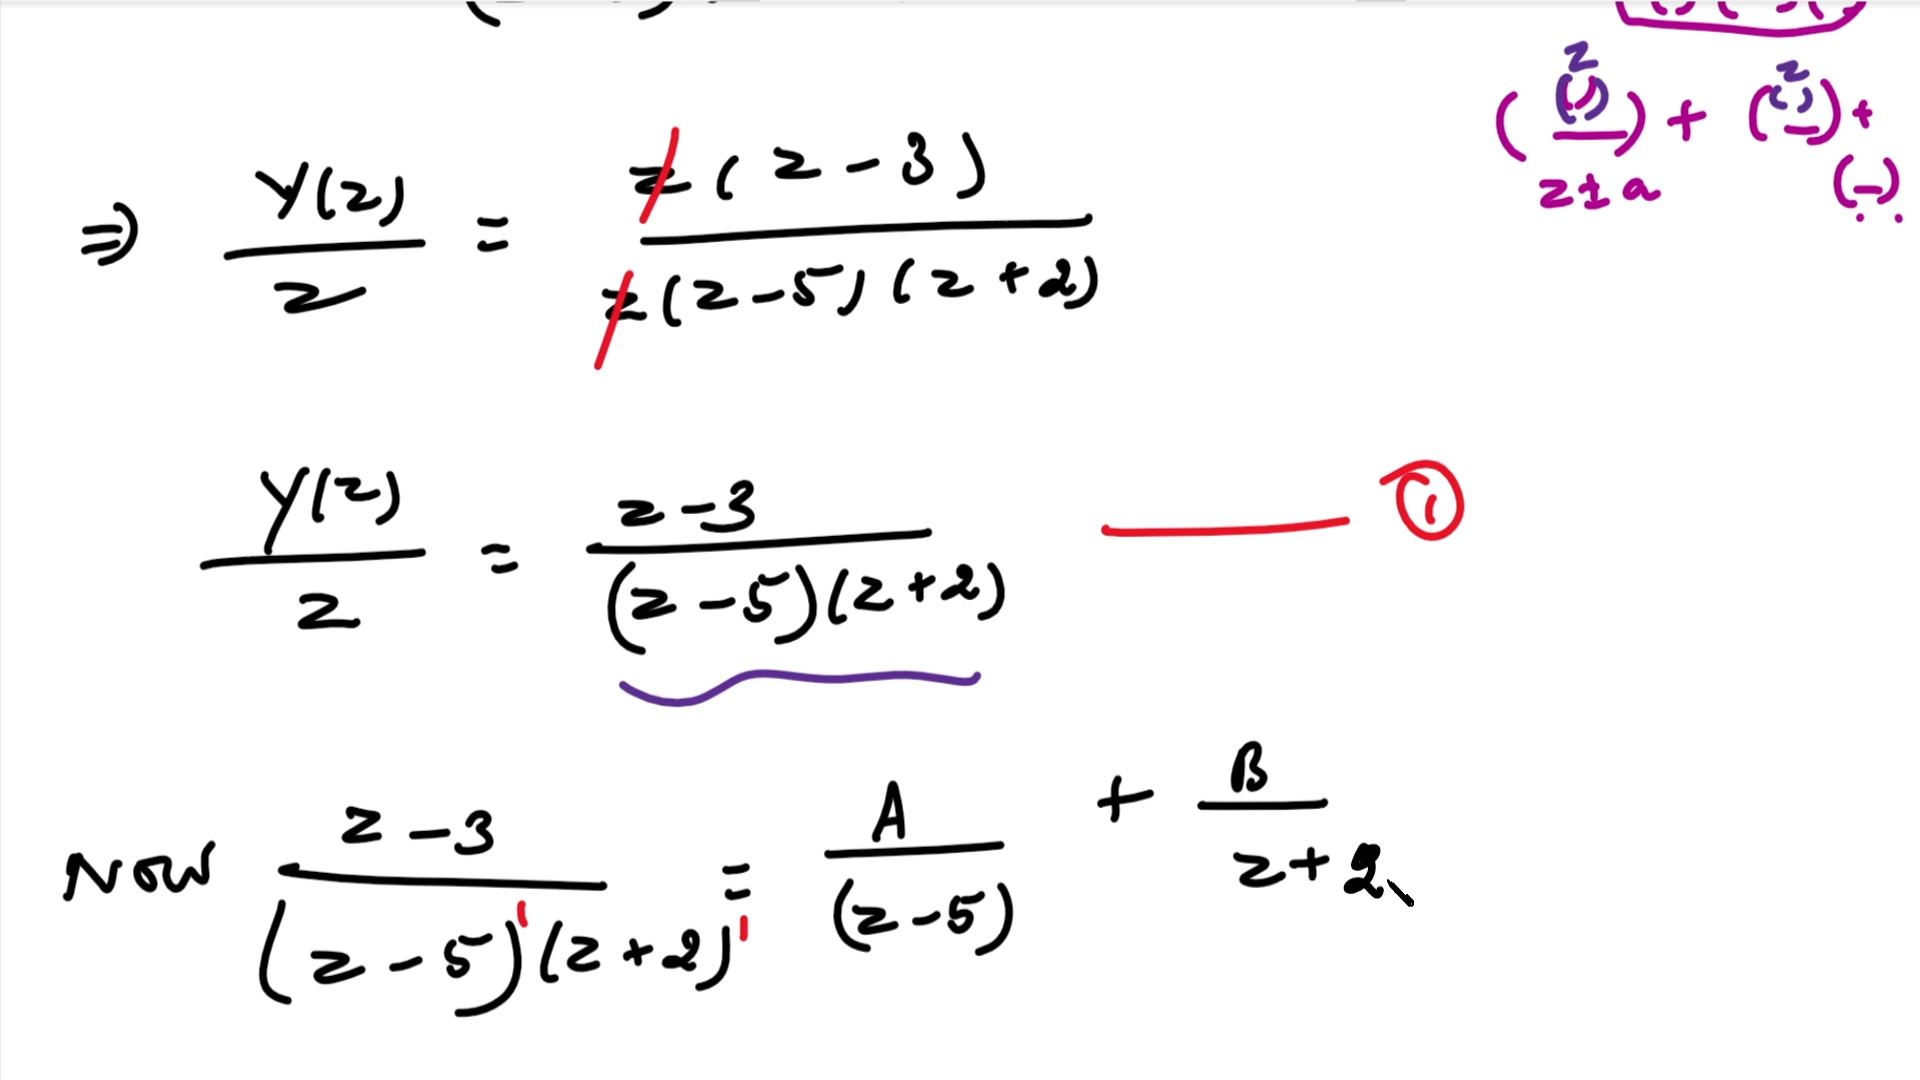 ⇒ Y(z)/z = z(z-3)/z(z-5)(z+2)
Y(z)/z = z-3/(z-5)(z+2) —— ①
Now z-3/(z-5)'(z+2)' = A/(z-5) + B/z+2
z z
( () / z±a ) + ( () ) +
(-)